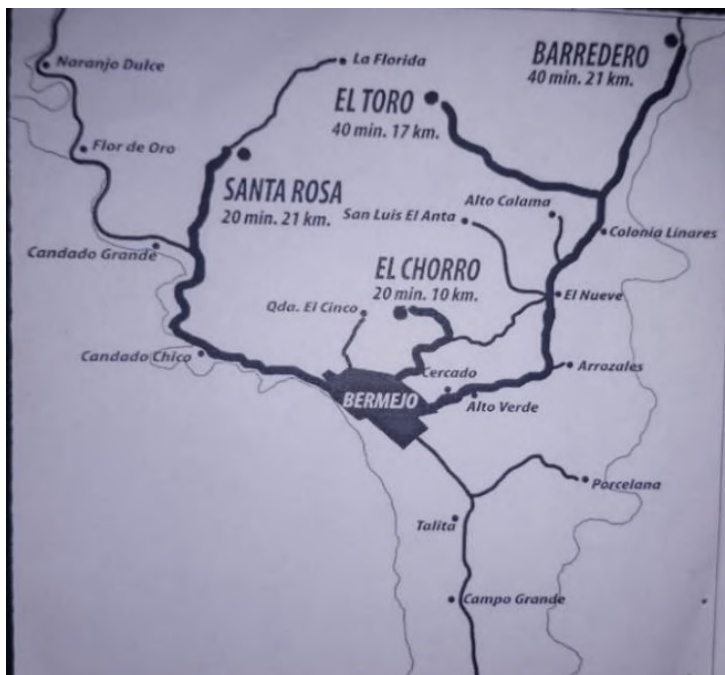 Naranjo Dulce
La Florida
BARREDERO
40 min. 21 km.
EL TORO
40 min. 17 km.
Flor de Oro
SANTA ROSA
20 min. 21 km.
Alto Calama
San Luis El Anta
Colonia Linares
Candado Grande
EL CHORRO
20 min. 10 km.
El Nueve
Qda. El Cinco
Candado Chico
Cercado
Arrozales
BERMEJO
Alto Verde
Porcelana
Talita
Campo Grande